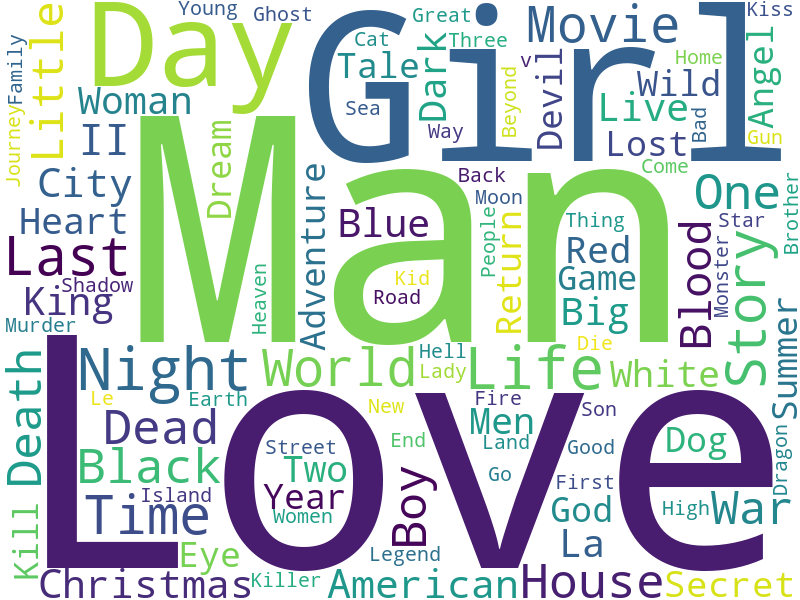 Young
Ghost
Great
Kiss
Day
Girl
Movie
Little
Family
Journey
Cat
Three
Tale
Dark
Sea
v
Home
Wild
Live
Angel
Woman
Devil
Beyond
Way
Lost
Bad
Gun
II
Man
Dream
Adventure
City
Back
Come
Moon
One
Heart
Blue
People
Return
Thing
Star
Brother
Last
Red
Blood
Story
Monster
Shadow
Heaven
Kid
Game
King
Road
Big
Murder
Die
Summer
Night
World
Hell
Lady
Life
White
Death
Love
Le
Earth
New
Fire
Son
Dead
Men
Street
End
Land
Good
Dog
Black
Two
Go
Dragon
Year
Boy
First
Island
Time
Women
God
High
War
Kill
Eye
Legend
La
Christmas
Killer
American
House
Secret